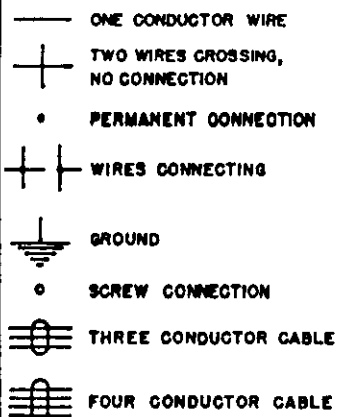 ONE CONDUCTOR WIRE
TWO WIRES CROSSING,
NO CONNECTION
PERMANENT CONNECTION
WIRES CONNECTING
GROUND
SCREW CONNECTION
THREE CONDUCTOR CABLE
FOUR CONDUCTOR CABLE